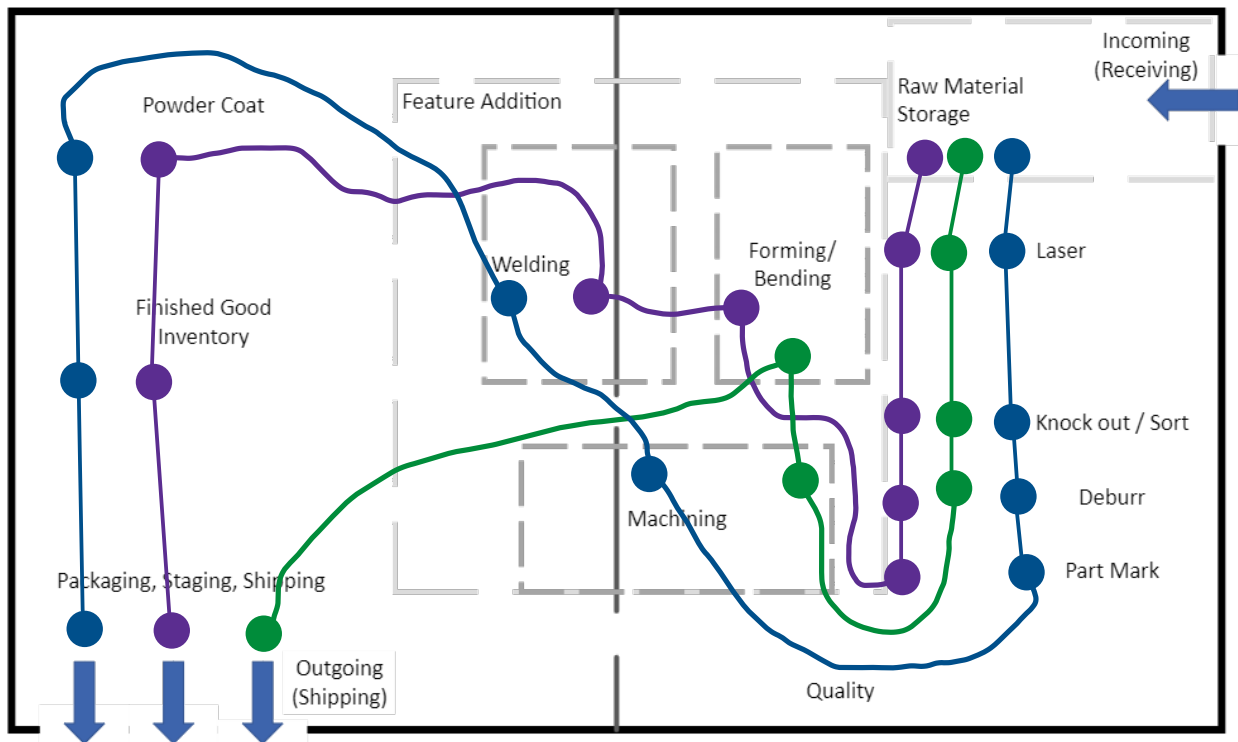 Incoming
(Receiving)
Powder Coat
Feature Addition
Raw Material
Storage
Welding
Forming/
Bending
Laser
Finished Good
Inventory
Knock out / Sort
Deburr
Machining
Part Mark
Packaging, Staging, Shipping
Outgoing
(Shipping)
Quality